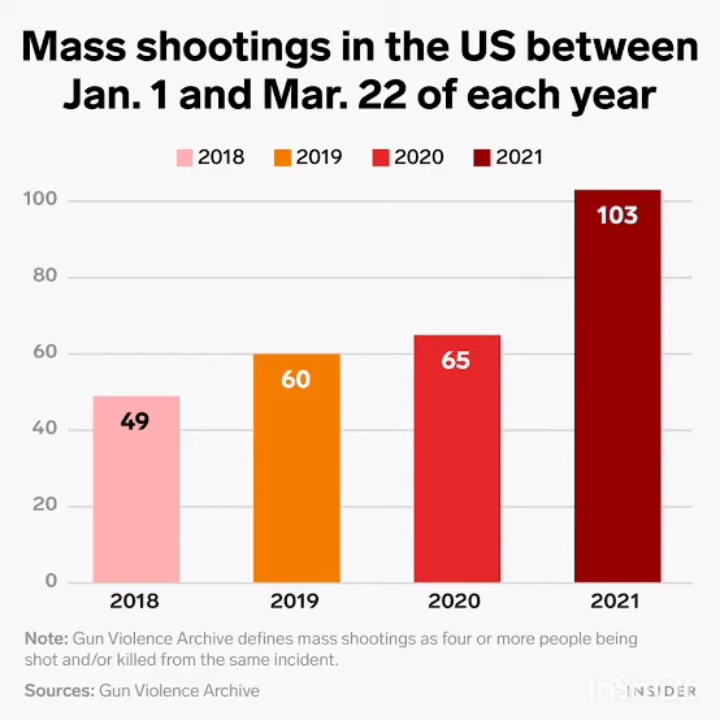 Mass shootings in the US between
Jan. 1 and Mar. 22 of each year
2018 2019 2020 2021
100
80
60
40
20
0
49
60
65
103
2018 2019 2020 2021
Note: Gun Violence Archive defines mass shootings as four or more people being
shot and/or killed from the same incident.
Sources: Gun Violence Archive
INSIDER